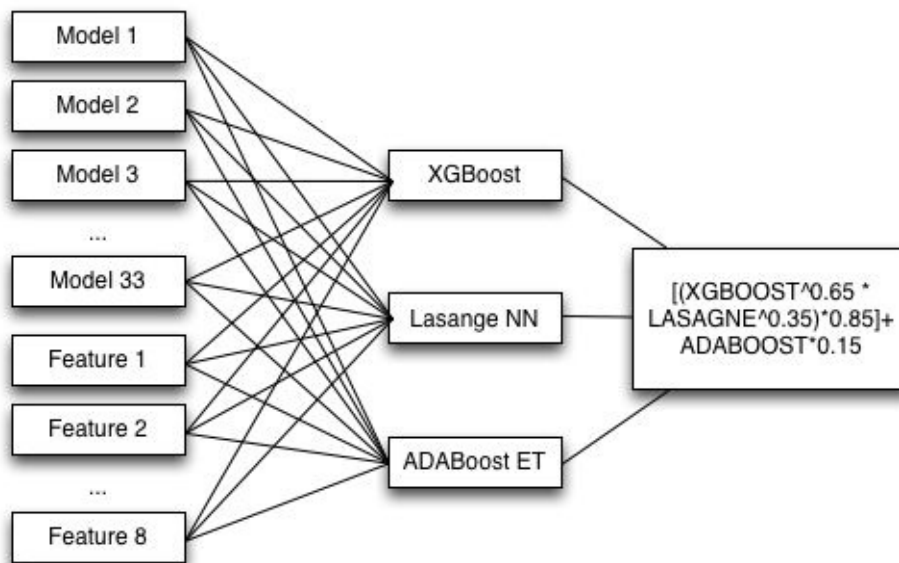 Model 1
Model 2
Model 3
...
Model 33
Feature 1
Feature 2
...
Feature 8
XGBoost
Lasange NN
ADABoost ET
[(XGBOOST^0.65 *
LASAGNE^0.35)*0.85]+
ADABOOST*0.15